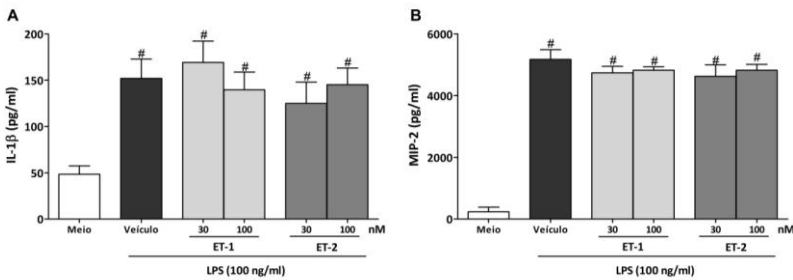 A
IL-1β (pg/ml)
200
150
100
50
0
# # # # #
Meio Veículo 30 100 30 100 nM
ET-1 ET-2
LPS (100 ng/ml)
B
MIP-2 (pg/ml)
6000
4000
2000
0
# # # # #
Meio Veículo 30 100 30 100 nM
ET-1 ET-2
LPS (100 ng/ml)